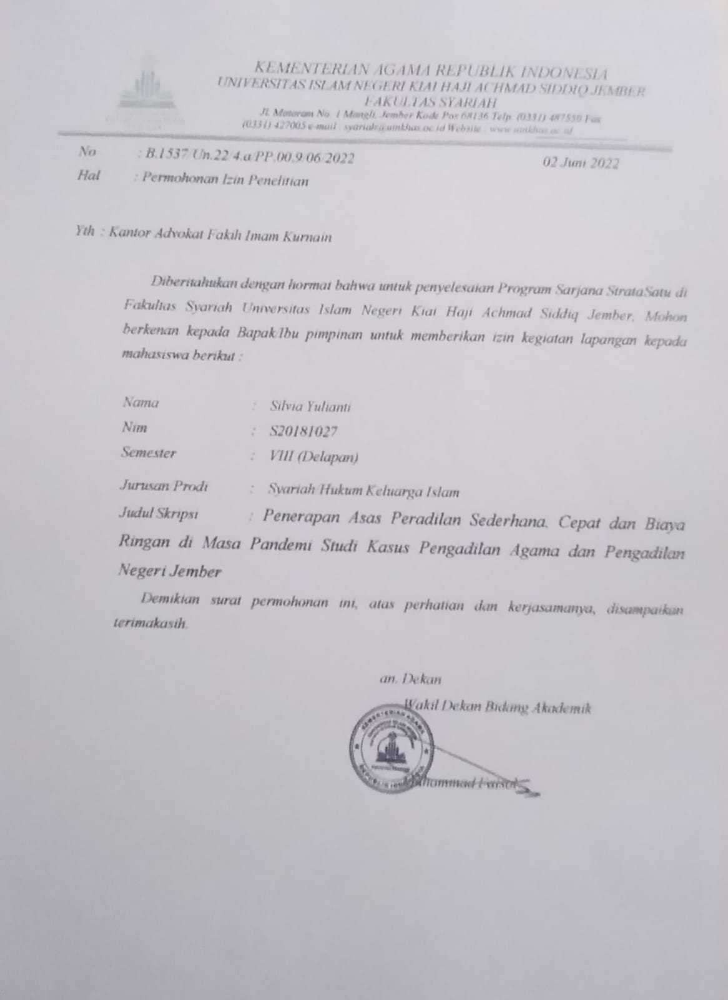 KEMENTERIAN AGAMA REPUBLIK INDONESIA
UNIVERSITAS ISLAM NEGERI KIAI HAJI ACHMAD SIDDIQ JEMBER
FAKULTAS SYARIAH
Jl. Mataram No. 1 Mangli, Jember Kode Pos 68136 Telp. (0331) 487550 Fax
(0331) 427005 e-mail : syariah@uinkhas.ac.id Website : www.uinkhas.ac.id
No : B.1537/Un.22/4.a/PP.00.9/06/2022 02 Juni 2022
Hal : Permohonan Izin Penelitian
Yth : Kantor Advokat Fakih Imam Kurnain
Diberitahukan dengan hormat bahwa untuk penyelesaian Program Sarjana StrataSatu di
Fakultas Syariah Universitas Islam Negeri Kiai Haji Achmad Siddiq Jember, Mohon
berkenan kepada Bapak/Ibu pimpinan untuk memberikan izin kegiatan lapangan kepada
mahasiswa berikut :
Nama : Silvia Yulianti
Nim : S20181027
Semester : VIII (Delapan)
Jurusan/Prodi : Syariah/Hukum Keluarga Islam
Judul Skripsi : Penerapan Asas Peradilan Sederhana, Cepat dan Biaya
Ringan di Masa Pandemi Studi Kasus Pengadilan Agama dan Pengadilan
Negeri Jember
Demikian surat permohonan ini, atas perhatian dan kerjasamanya, disampaikan
terimakasih.
an. Dekan
Wakil Dekan Bidang Akademik
KEMENTERIAN AGAMA
REPUBLIK INDONESIA
Muhammad Faisol